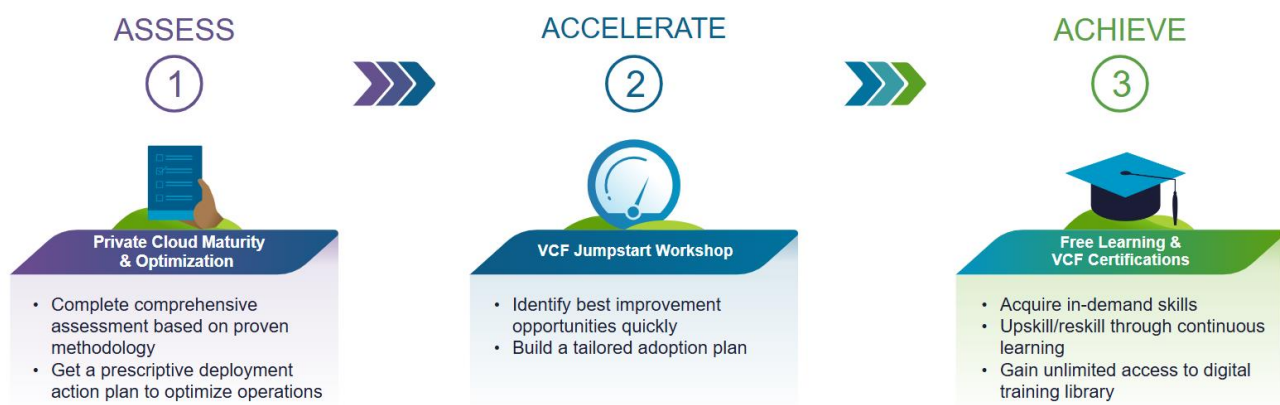 ASSESS
1
Private Cloud Maturity
& Optimization
• Complete comprehensive
assessment based on proven
methodology
• Get a prescriptive deployment
action plan to optimize operations
ACCELERATE
2
VCF Jumpstart Workshop
• Identify best improvement
opportunities quickly
• Build a tailored adoption plan
ACHIEVE
3
Free Learning &
VCF Certifications
• Acquire in-demand skills
• Upskill/reskill through continuous
learning
• Gain unlimited access to digital
training library